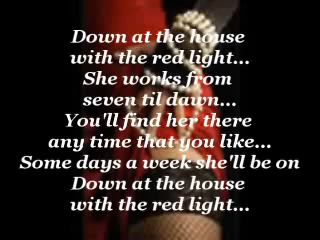 Down at the house
with the red light...
She works from
seven til dawn...
You'll find her there
any time that you like...
Some days a week she'll be on
Down at the house
with the red light...